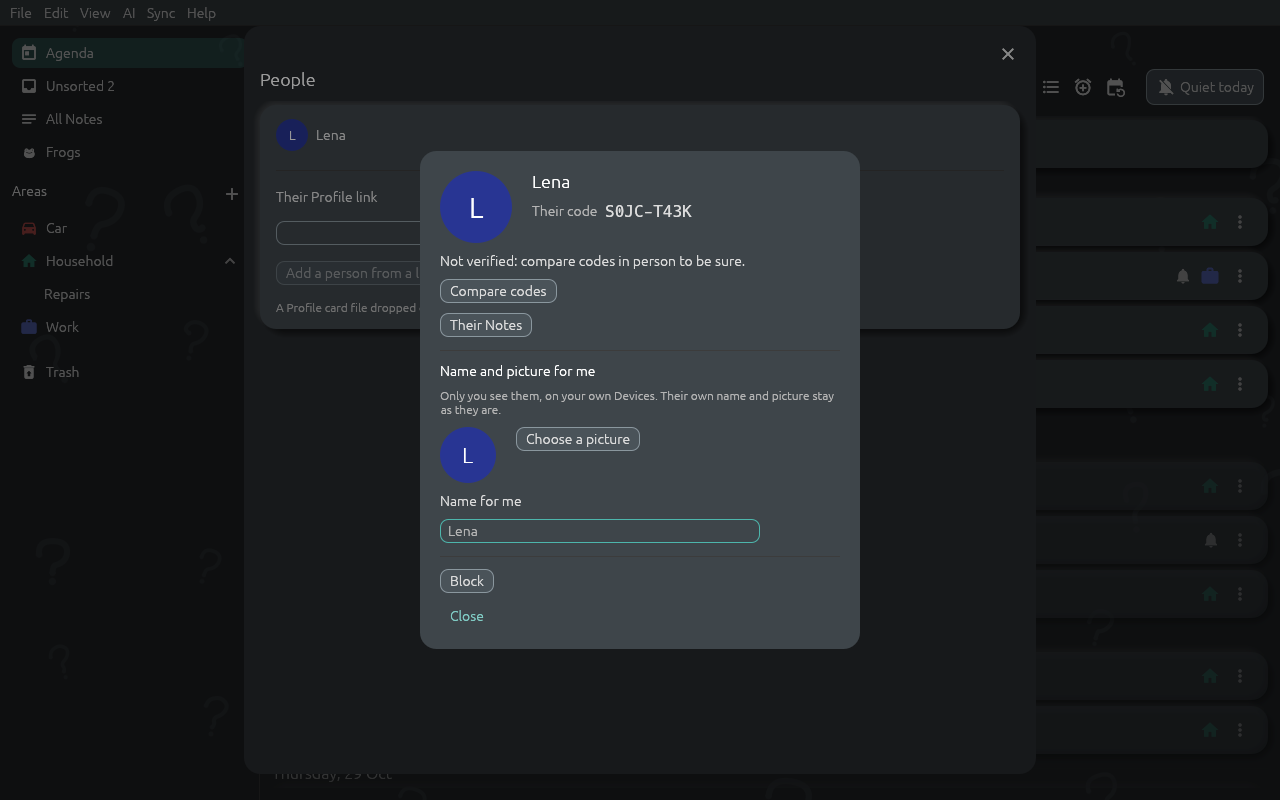 File Edit View AI Sync Help
Agenda
Unsorted 2
All Notes
Frogs
Areas
Car
Household
Repairs
Work
Trash
People
Quiet today
L Lena
Their Profile link
Add a person from a l
A Profile card file dropped
L
Lena
Their code S0JC-T43K
Not verified: compare codes in person to be sure.
Compare codes
Their Notes
Name and picture for me
Only you see them, on your own Devices. Their own name and picture stay
as they are.
L
Choose a picture
Name for me
Lena
Block
Close
Thursday, 29 Oct